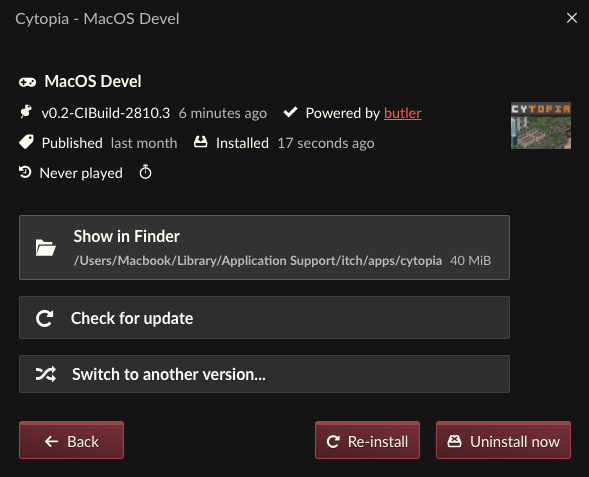 Cytopia - MacOS Devel
MacOS Devel
v0.2-CIBuild-2810.3 6 minutes ago Powered by butler
CYTOPIA
Published last month Installed 17 seconds ago
Never played
Show in Finder
/Users/Macbook/Library/Application Support/itch/apps/cytopia 40 MiB
Check for update
Switch to another version...
Back Re-install Uninstall now